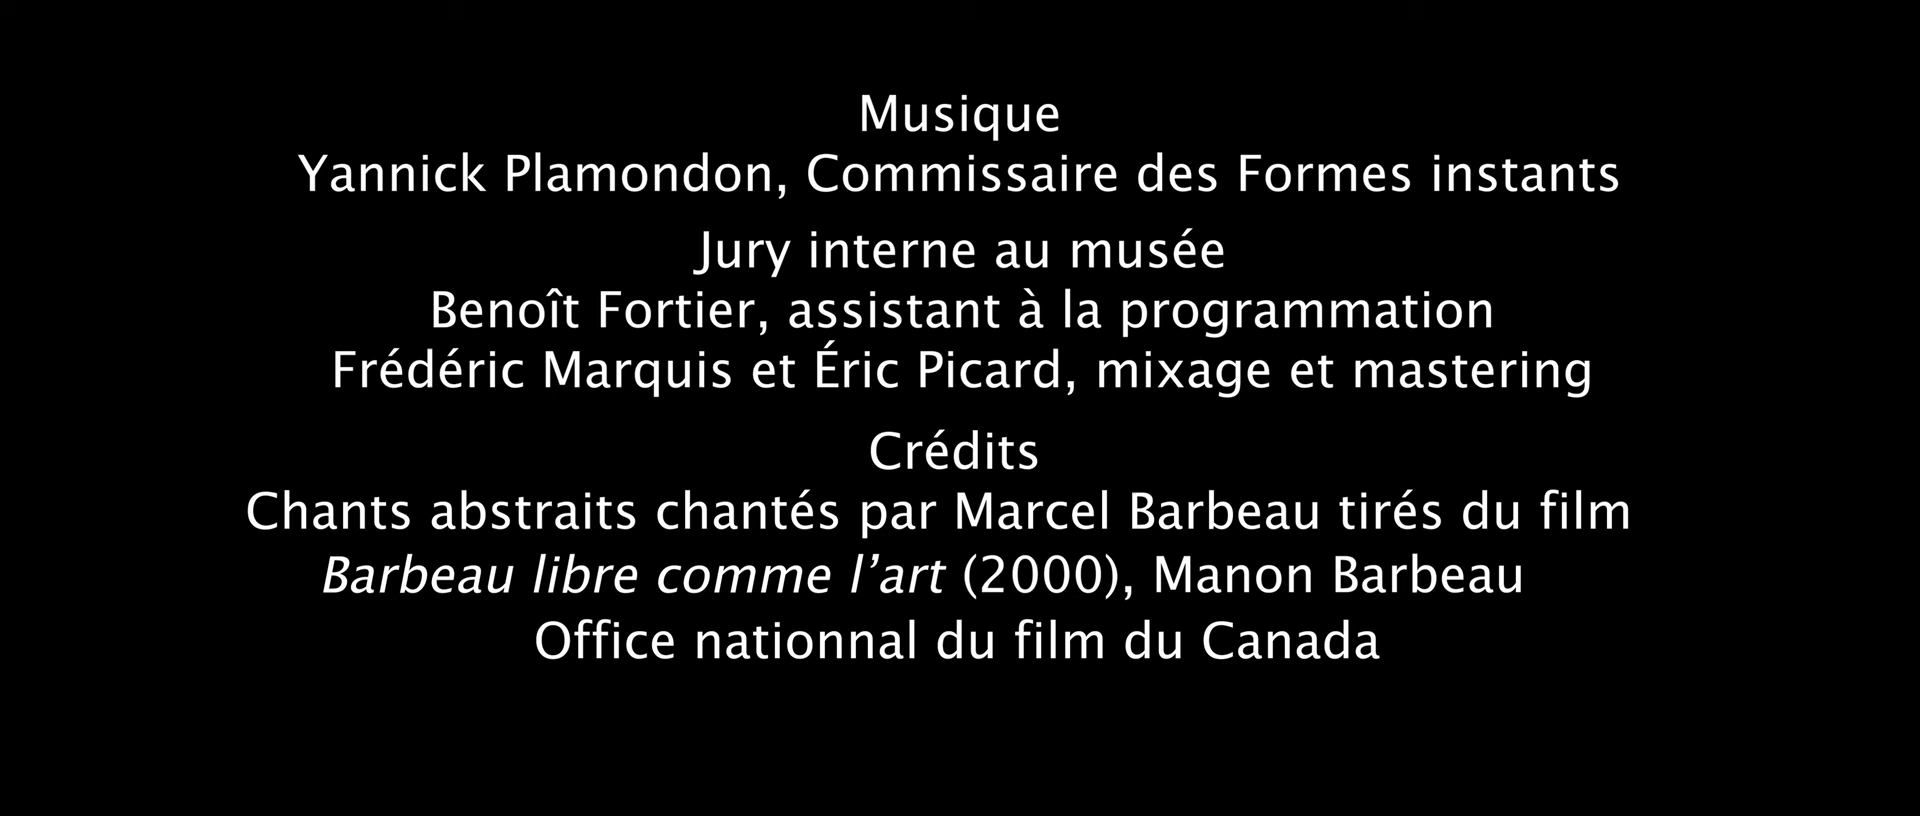 Musique
Yannick Plamondon, Commissaire des Formes instants
Jury interne au musée
Benoît Fortier, assistant à la programmation
Frédéric Marquis et Éric Picard, mixage et mastering
Crédits
Chants abstraits chantés par Marcel Barbeau tirés du film
Barbeau libre comme l’art (2000), Manon Barbeau
Office nationnal du film du Canada